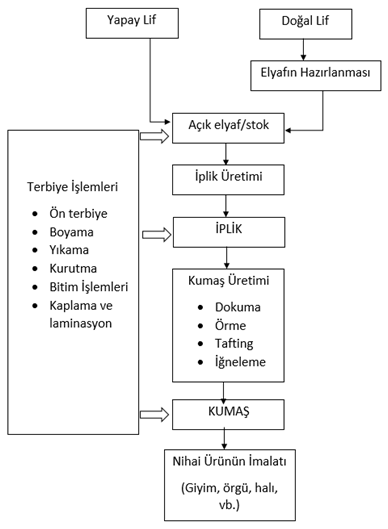 Yapay Lif
Doğal Lif
Elyafın Hazırlanması
Açık elyaf/stok
İplik Üretimi
Terbiye İşlemleri
• Ön terbiye
• Boyama
• Yıkama
• Kurutma
• Bitim İşlemleri
• Kaplama ve
laminasyon
İPLİK
Kumaş Üretimi
• Dokuma
• Örme
• Tafting
• İğneleme
KUMAŞ
Nihai Ürünün İmalatı
(Giyim, örgü, halı,
vb.)